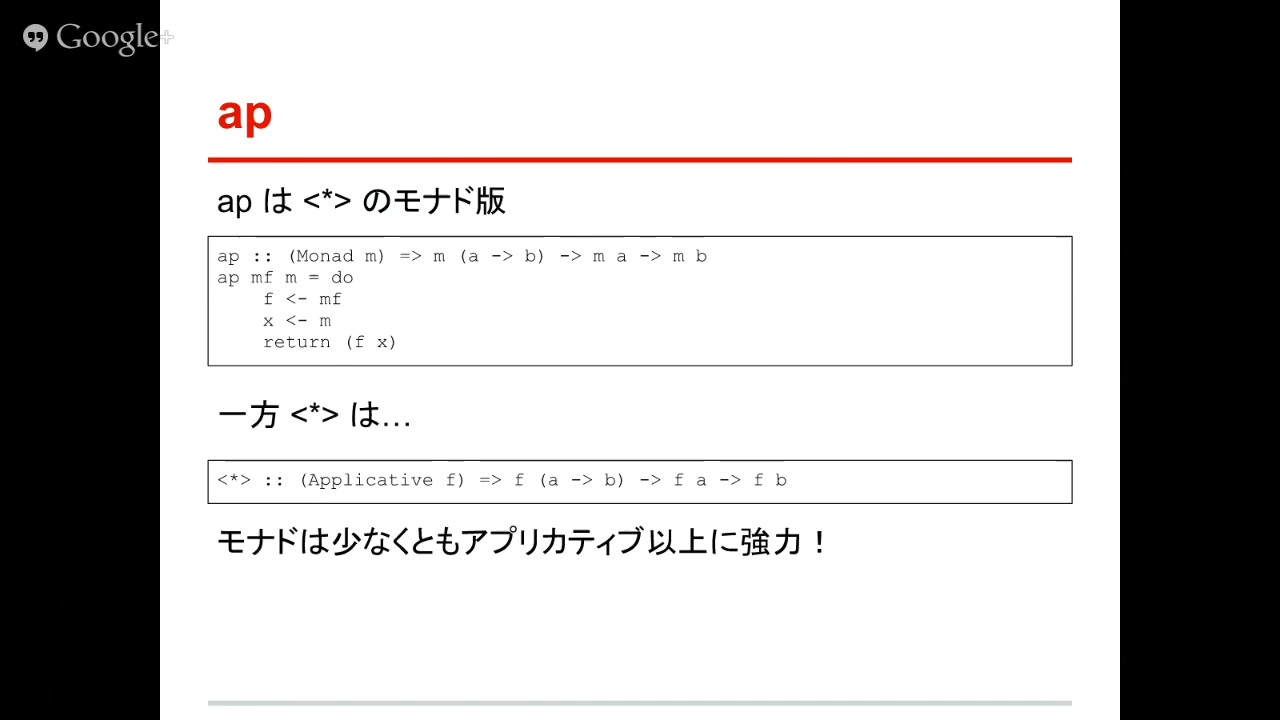 Google+
ap
ap は <*> のモナド版
ap :: (Monad m) => m (a -> b) -> m a -> m b
ap mf m = do
    f <- mf
    x <- m
    return (f x)
一方 <*> は…
<*> :: (Applicative f) => f (a -> b) -> f a -> f b
モナドは少なくともアプリカティブ以上に強力！